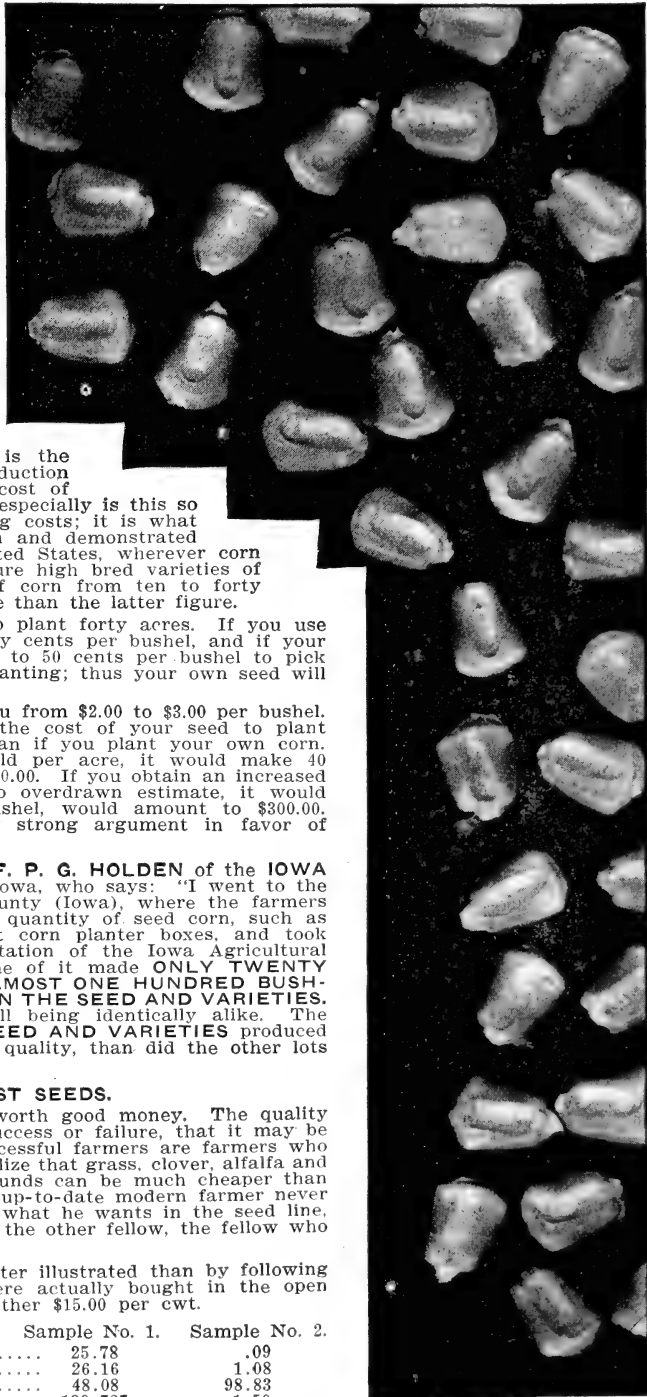 is the
duction
cost of
especially is this so
g costs; it is what
and demonstrated
ted States, wherever corn
ure high bred varieties of
f corn from ten to forty
e than the latter figure.
o plant forty acres. If you use
y cents per bushel, and if your
to 50 cents per bushel to pick
anting; thus your own seed will
u from $2.00 to $3.00 per bushel.
the cost of your seed to plant
an if you plant your own corn.
ld per acre, it would make 40
0.00. If you obtain an increased
o overdrawn estimate, it would
shel, would amount to $300.00.
strong argument in favor of
F. P. G. HOLDEN of the IOWA
owa, who says: "I went to the
unty (Iowa), where the farmers
quantity of seed corn, such as
t corn planter boxes, and took
tation of the Iowa Agricultural
e of it made ONLY TWENTY
LMOST ONE HUNDRED BUSH-
N THE SEED AND VARIETIES.
ll being identically alike. The
EED AND VARIETIES produced
quality, than did the other lots
ST SEEDS.
worth good money. The quality
uccess or failure, that it may be
cessful farmers are farmers who
lize that grass, clover, alfalfa and
unds can be much cheaper than
up-to-date modern farmer never
what he wants in the seed line,
the other fellow, the fellow who
ter illustrated than by following
ere actually bought in the open
ther $15.00 per cwt.
Sample No. 1. Sample No. 2.
..... 25.78 .09
..... 26.16 1.08
..... 48.08 98.83